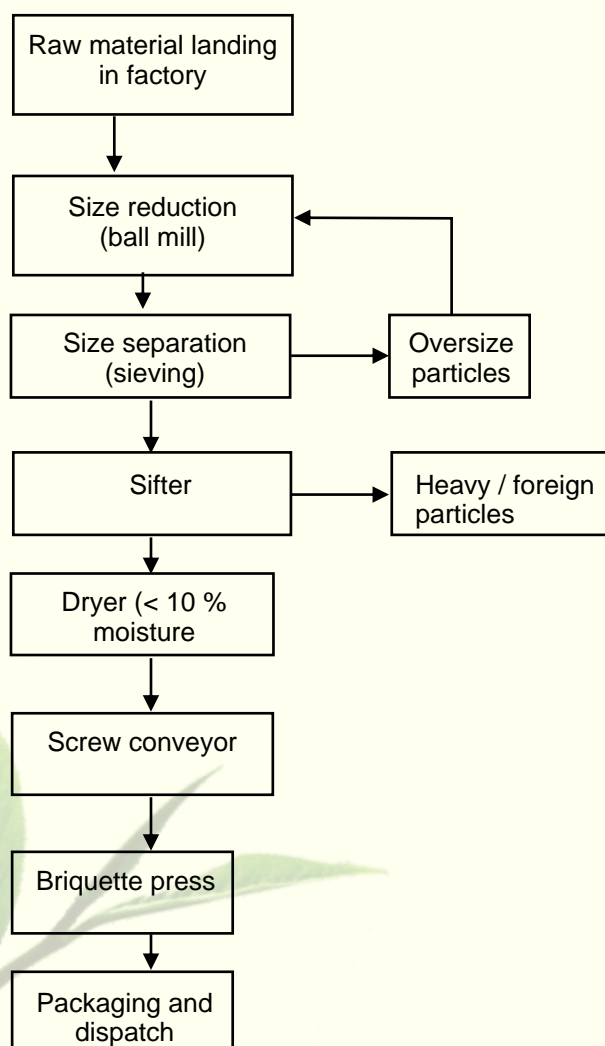 Raw material landing
in factory
Size reduction
(ball mill)
Size separation
(sieving)
Oversize
particles
Sifter
Heavy / foreign
particles
Dryer (< 10 %
moisture
Screw conveyor
Briquette press
Packaging and
dispatch